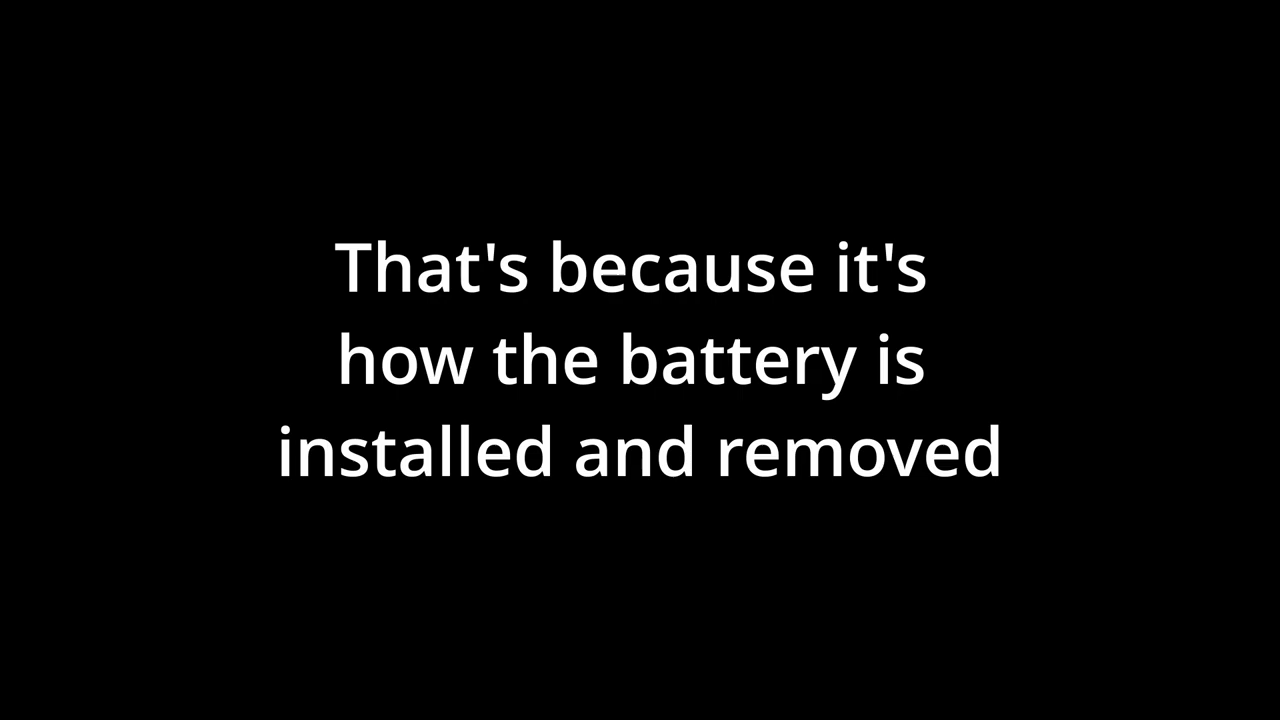 That's because it's
how the battery is
installed and removed